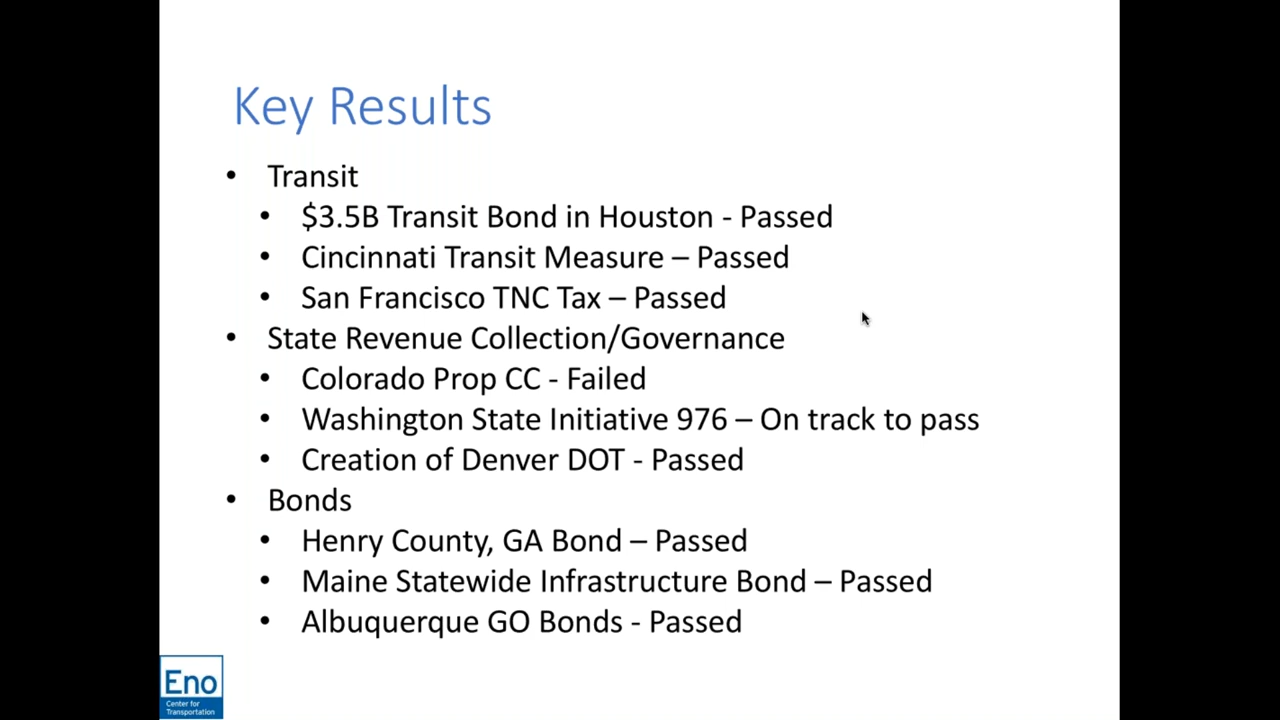 Key Results
• Transit
• $3.5B Transit Bond in Houston - Passed
• Cincinnati Transit Measure – Passed
• San Francisco TNC Tax – Passed
• State Revenue Collection/Governance
• Colorado Prop CC - Failed
• Washington State Initiative 976 – On track to pass
• Creation of Denver DOT - Passed
• Bonds
• Henry County, GA Bond – Passed
• Maine Statewide Infrastructure Bond – Passed
• Albuquerque GO Bonds - Passed
Eno
Center for
Transportation